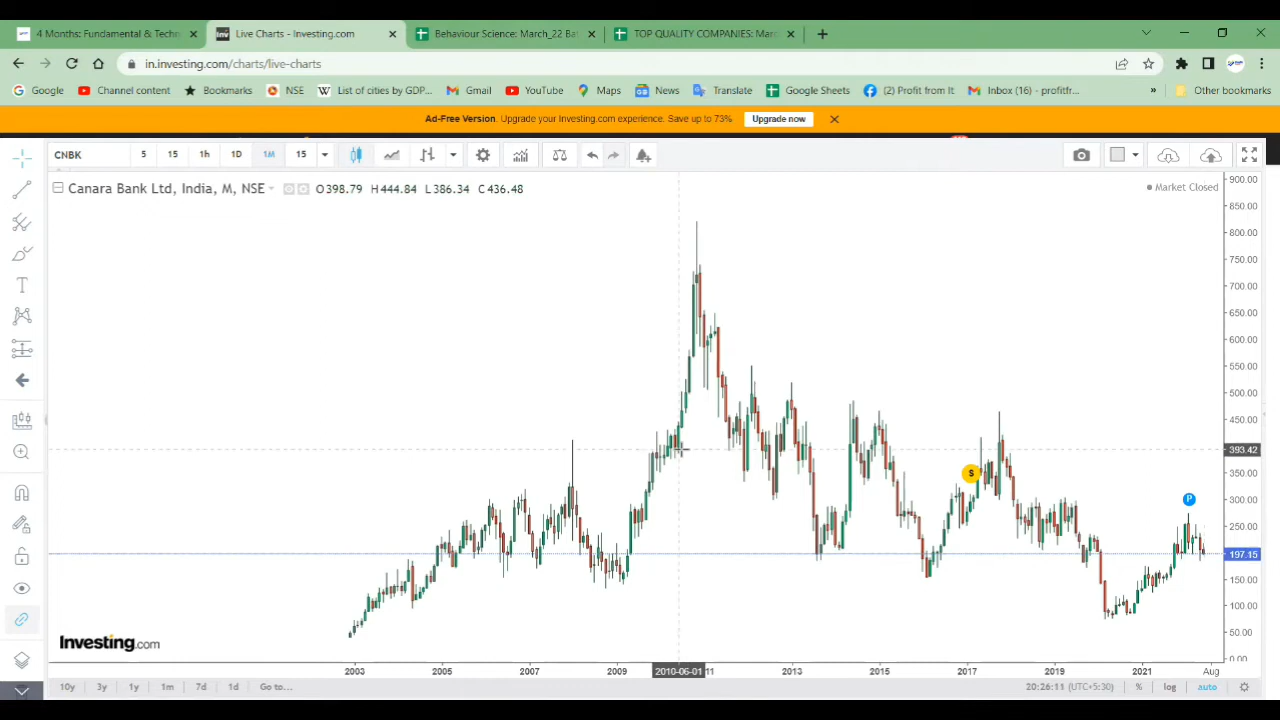 4 Months: Fundamental & Techn
Live Charts - Investing.com
Behaviour Science: March_22 Bat
TOP QUALITY COMPANIES: Marc
in.investing.com/charts/live-charts
Google
Channel content
Bookmarks
NSE
List of cities by GDP...
Gmail
YouTube
Maps
News
Translate
Google Sheets
(2) Profit from It
Inbox (16) - profitfr...
»
Other bookmarks
Ad-Free Version. Upgrade your Investing.com experience. Save up to 73%
Upgrade now
CNBK
5
15
1h
1D
1M
15
Canara Bank Ltd, India, M, NSE
O398.79 H444.84 L386.34 C436.48
Market Closed
900.00
850.00
800.00
750.00
700.00
650.00
600.00
550.00
500.00
450.00
393.42
350.00
300.00
250.00
197.15
150.00
100.00
50.00
0.00
$
P
Investing.com
2003
2005
2007
2009
2010-06-01
11
2013
2015
2017
2019
2021
Aug
10y
3y
1y
1m
7d
1d
Go to...
20:26:11 (UTC+5:30)
%
log
auto